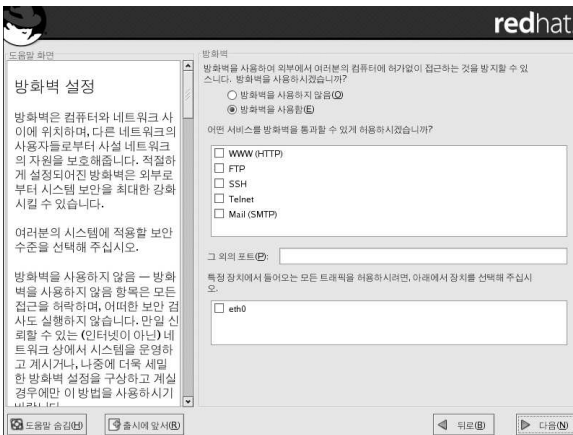 redhat
도움말 화면
방화벽 설정
방화벽은 컴퓨터와 네트워크 사
이에 위치하며, 다른 네트워크의
사용자들로부터 사설 네트워크
의 자원을 보호해줍니다. 적절하
게 설정되어진 방화벽은 외부로
부터 시스템 보안을 최대한 강화
시킬 수 있습니다.
여러분의 시스템에 적용할 보안
수준을 선택해 주십시오.
방화벽을 사용하지 않음 — 방화
벽을 사용하지 않음 항목은 모든
접근을 허락하며, 어떠한 보안 검
사도 실행하지 않습니다. 만일 신
뢰할 수 있는 (인터넷이 아닌) 네
트워크 상에서 시스템을 운영하
고 계시거나, 나중에 더욱 세밀
한 방화벽 설정을 구상하고 계실
경우에만 이 방법을 사용하시기
방화벽
방화벽을 사용하여 외부에서 여러분의 컴퓨터에 허가없이 접근하는 것을 방지할 수 있
스니다. 방화벽을 사용하시겠습니까?
방화벽을 사용하지 않음(O)
방화벽을 사용함(E)
어떤 서비스를 방화벽을 통과할 수 있게 허용하시겠습니까?
WWW (HTTP)
FTP
SSH
Telnet
Mail (SMTP)
그 외의 포트(P):
특정 장치에서 들어오는 모든 트래픽을 허용하시려면, 아래에서 장치를 선택해 주십시
오.
eth0
도움말 숨김(H)
출시에 앞서(R)
뒤로(B)
다음(N)